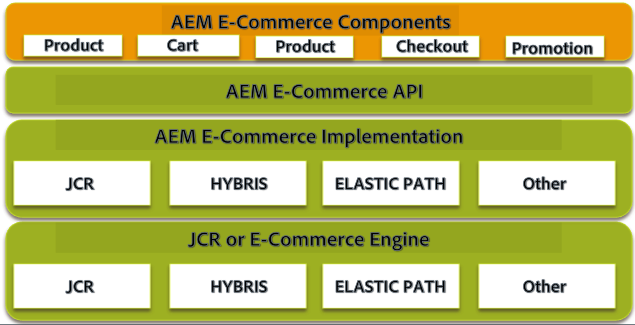 AEM E-Commerce Components
Product Cart Product Checkout Promotion
AEM E-Commerce API
AEM E-Commerce Implementation
JCR HYBRIS ELASTIC PATH Other
JCR or E-Commerce Engine
JCR HYBRIS ELASTIC PATH Other